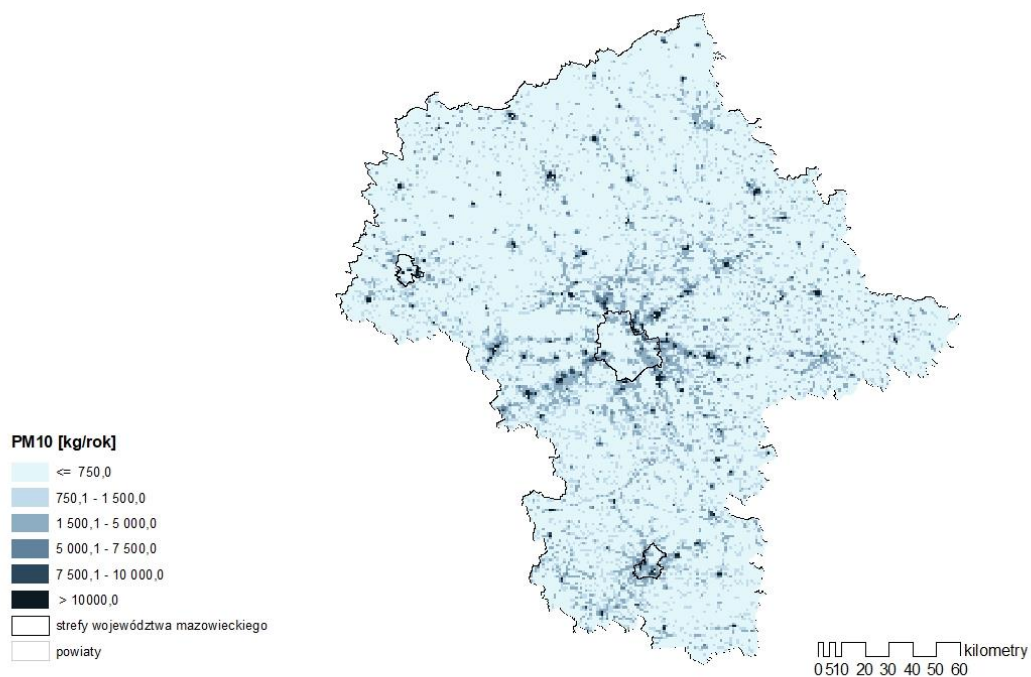 PM10 [kg/rok]
<= 750,0
750,1 - 1 500,0
1 500,1 - 5 000,0
5 000,1 - 7 500,0
7 500,1 - 10 000,0
> 10000,0
strefy województwa mazowieckiego
powiaty
kilometry
0 5 10 20 30 40 50 60